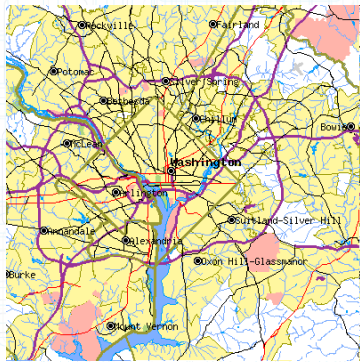 Rockville
Fairland
Potomac
Silver Spring
Bethesda
Chillum
Bowie
McLean
Washington
Arlington
Suitland-Silver Hill
Annandale
Alexandria
Oxon Hill-Glassmanor
Burke
Mount Vernon